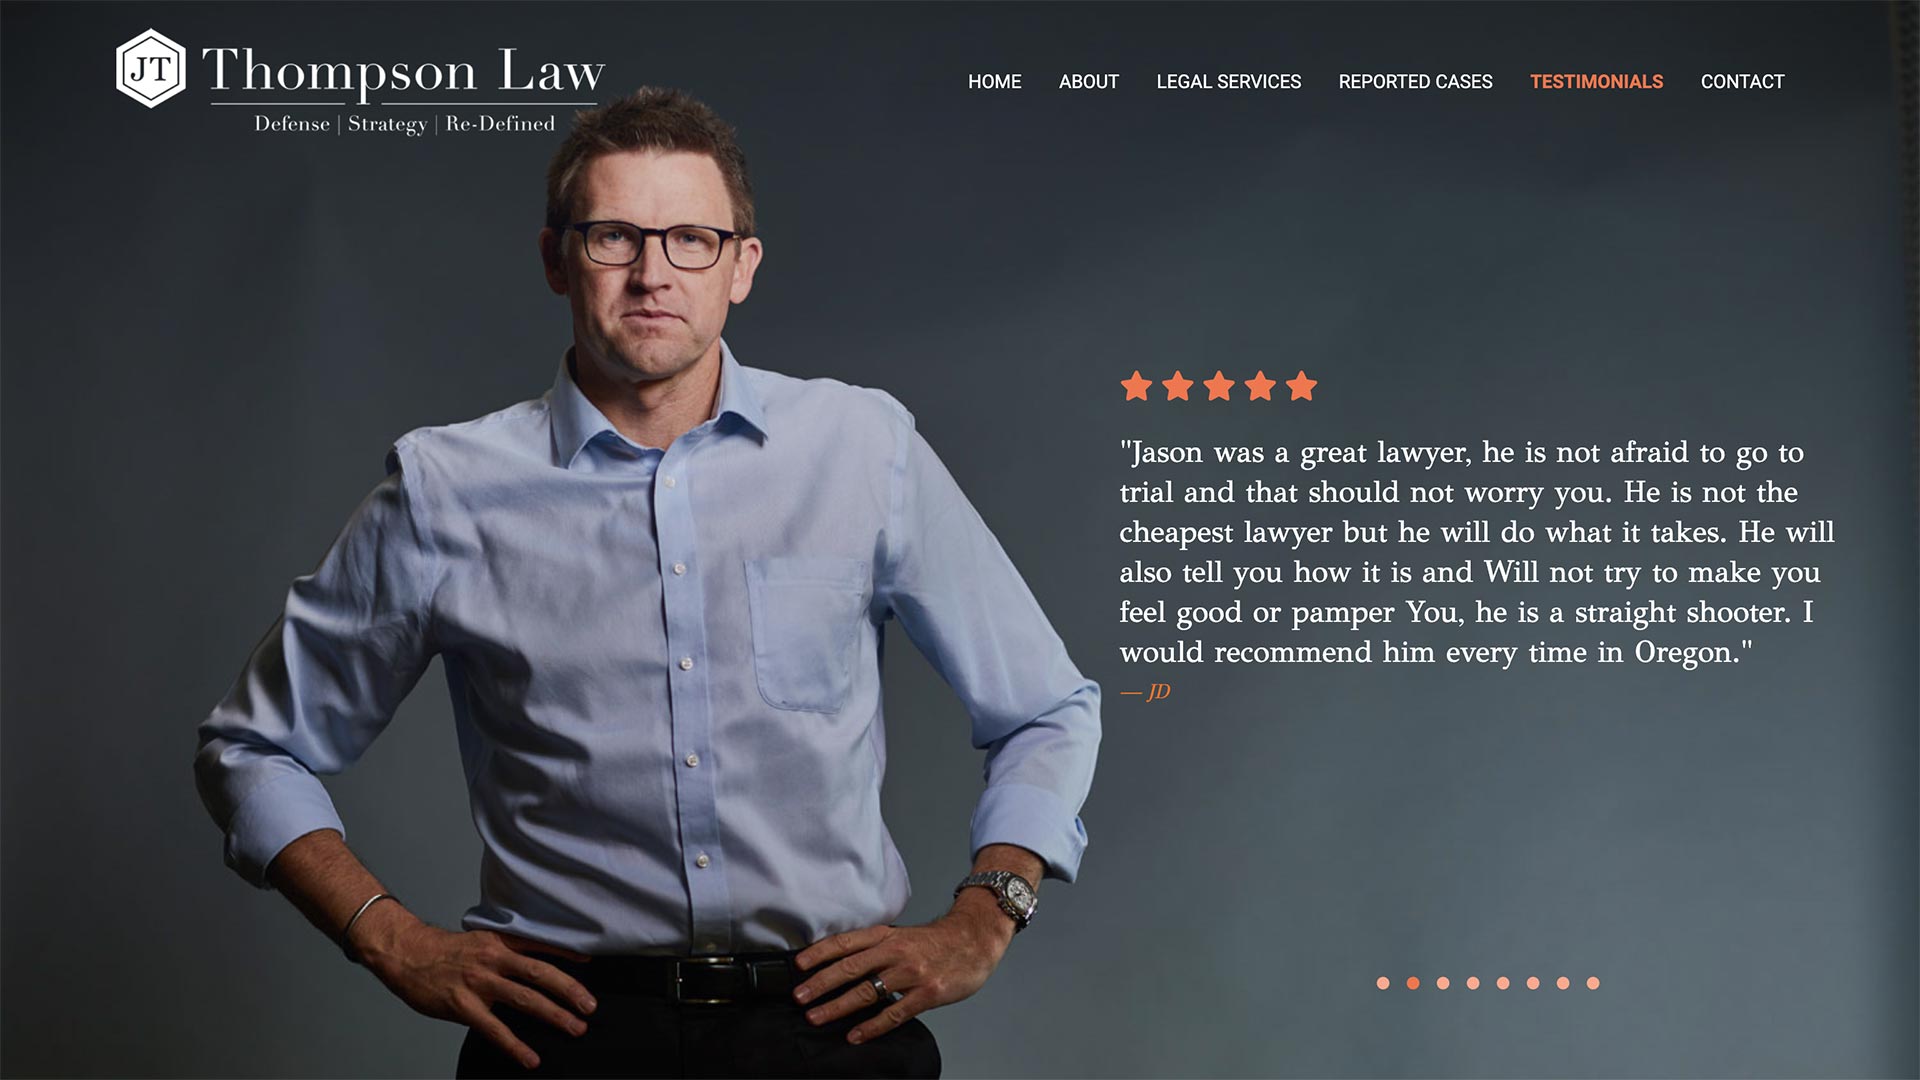 JT
Thompson Law
Defense | Strategy | Re-Defined
HOME ABOUT LEGAL SERVICES REPORTED CASES TESTIMONIALS CONTACT
"Jason was a great lawyer, he is not afraid to go to
trial and that should not worry you. He is not the
cheapest lawyer but he will do what it takes. He will
also tell you how it is and Will not try to make you
feel good or pamper You, he is a straight shooter. I
would recommend him every time in Oregon."
— JD